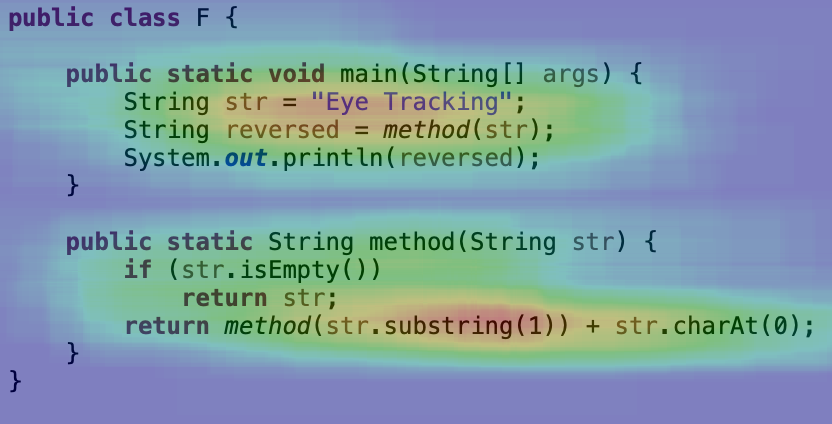 public class F {
    public static void main(String[] args) {
        String str = "Eye Tracking";
        String reversed = method(str);
        System.out.println(reversed);
    }
    public static String method(String str) {
        if (str.isEmpty())
            return str;
        return method(str.substring(1)) + str.charAt(0);
    }
}